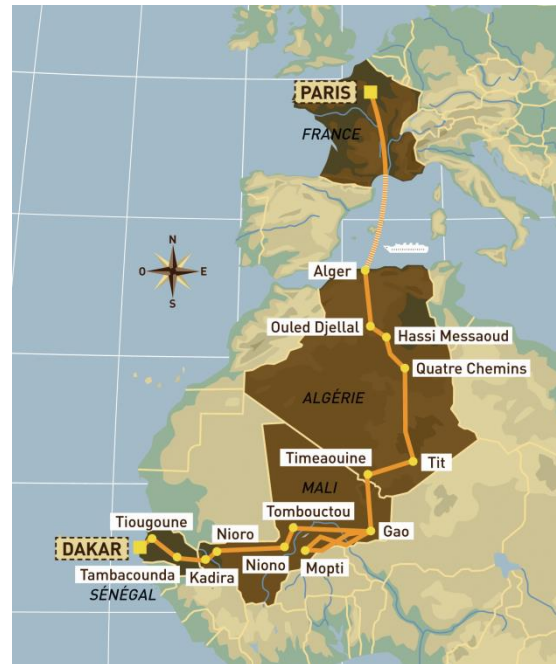 PARIS
FRANCE
N
O E
S
Alger
Ouled Djellal
Hassi Messaoud
Quatre Chemins
ALGÉRIE
Timeaouine
Tit
MALI
Tombouctou
Tiougoune
Nioro
Gao
DAKAR
Niono
Mopti
Tambacounda
Kadira
SÉNÉGAL